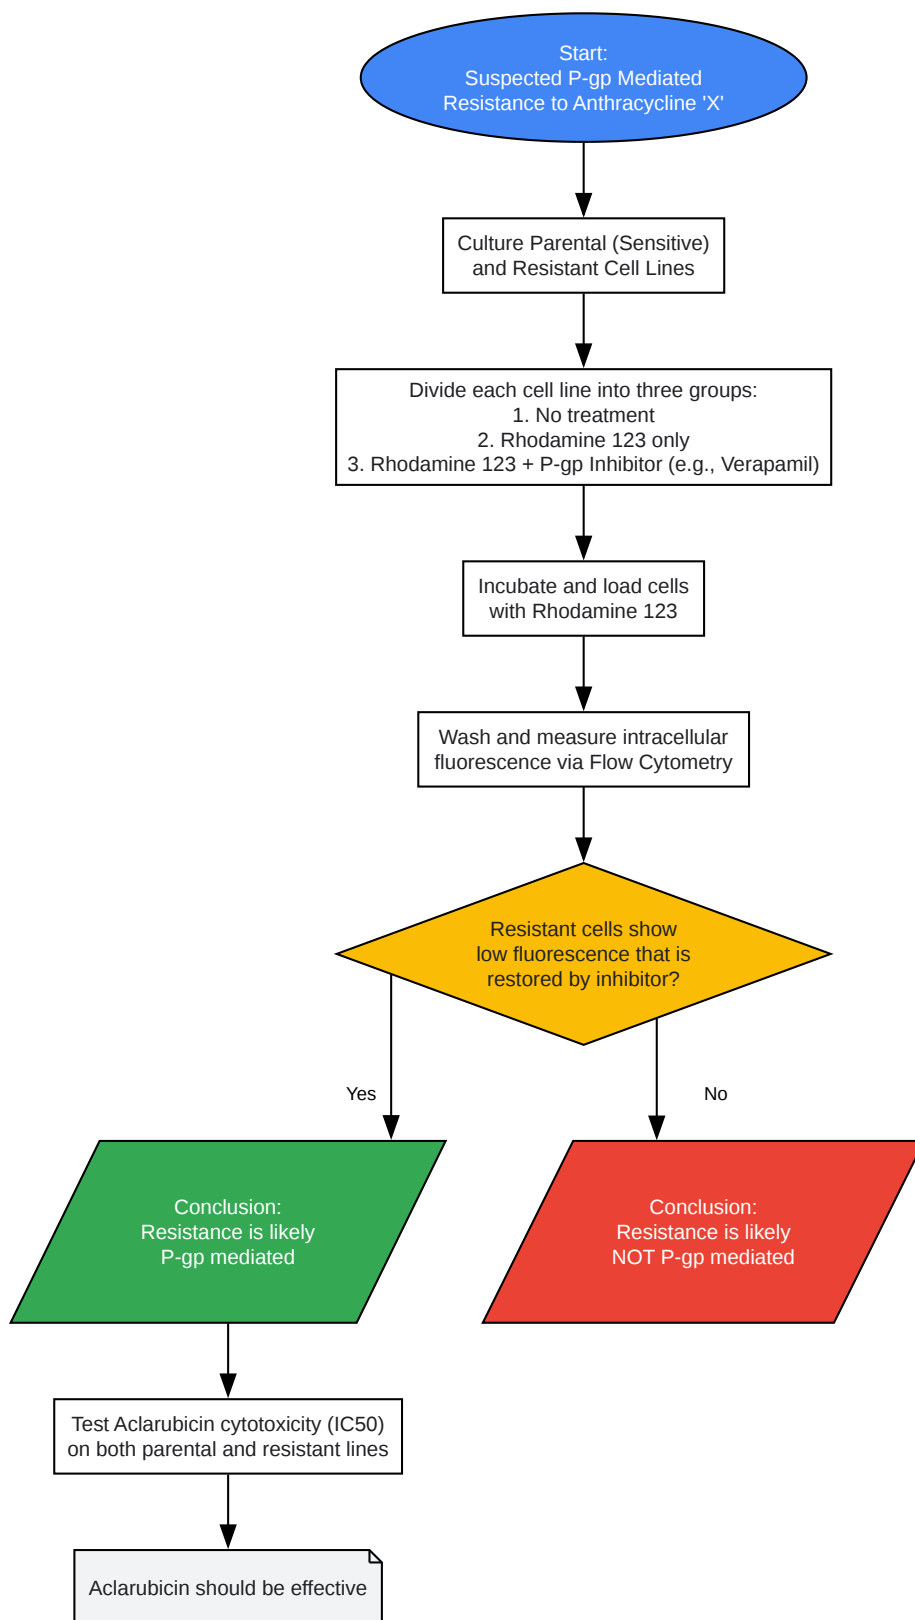 Start:
Suspected P-gp Mediated
Resistance to Anthracycline 'X'
Culture Parental (Sensitive)
and Resistant Cell Lines
Divide each cell line into three groups:
1. No treatment
2. Rhodamine 123 only
3. Rhodamine 123 + P-gp Inhibitor (e.g., Verapamil)
Incubate and load cells
with Rhodamine 123
Wash and measure intracellular
fluorescence via Flow Cytometry
Resistant cells show
low fluorescence that is
restored by inhibitor?
Yes
No
Conclusion:
Resistance is likely
P-gp mediated
Conclusion:
Resistance is likely
NOT P-gp mediated
Test Aclarubicin cytotoxicity (IC50)
on both parental and resistant lines
Aclarubicin should be effective